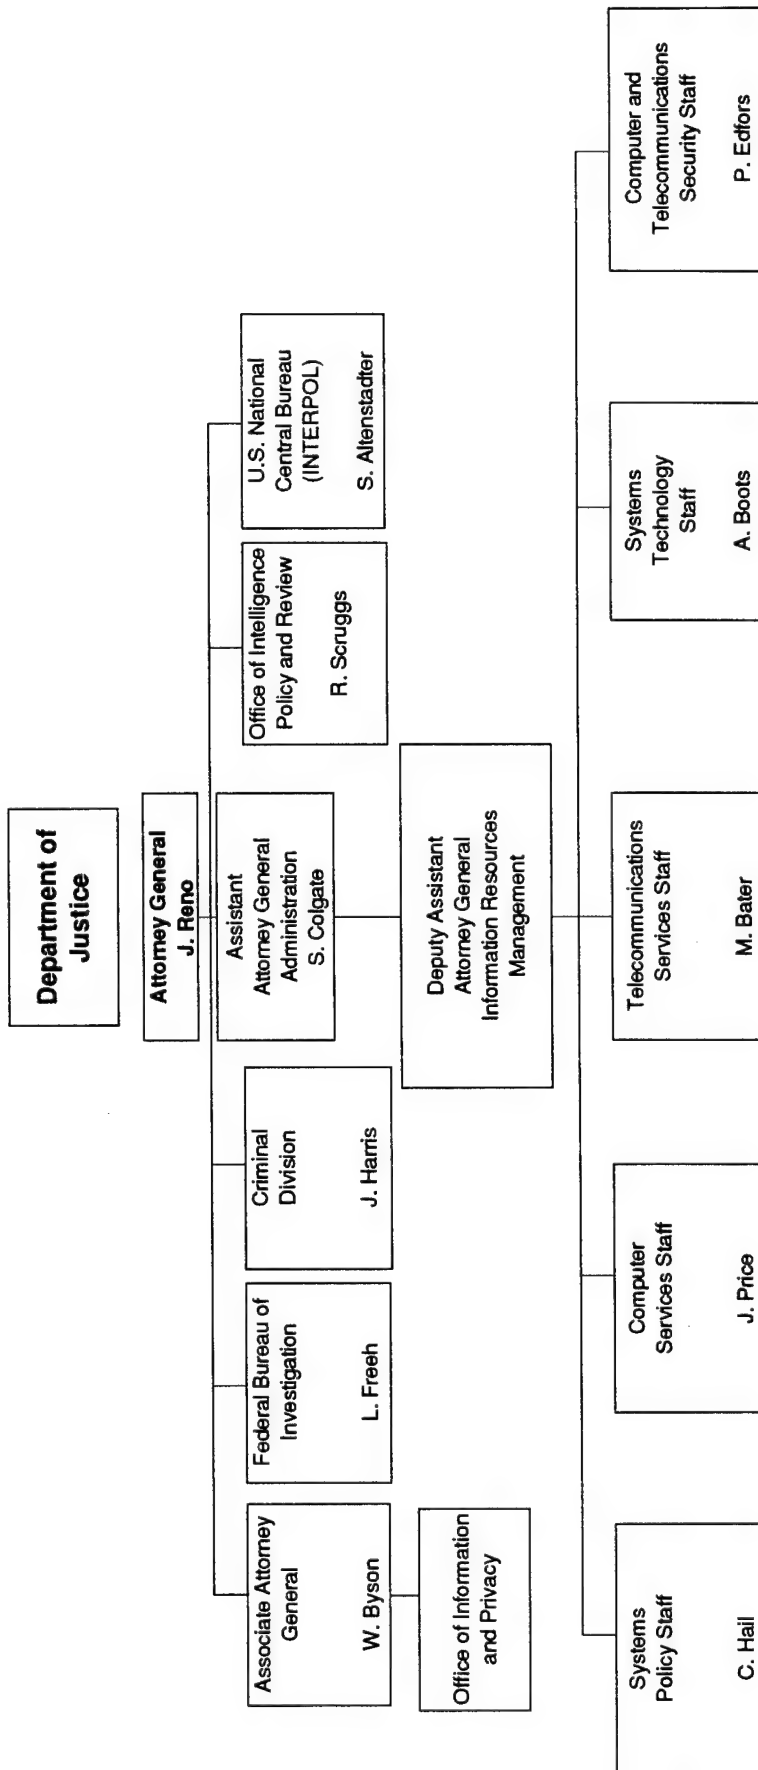 Department of
Justice
Attorney General
J. Reno
Associate Attorney
General
W. Byson
Federal Bureau of
Investigation
L. Freeh
Criminal
Division
J. Harris
Assistant
Attorney General
Administration
S. Colgate
Office of Intelligence
Policy and Review
R. Scruggs
U.S. National
Central Bureau
(INTERPOL)
S. Altenstadter
Office of Information
and Privacy
Deputy Assistant
Attorney General
Information Resources
Management
Systems
Policy Staff
C. Hail
Computer
Services Staff
J. Price
Telecommunications
Services Staff
M. Bater
Systems
Technology
Staff
A. Boots
Computer and
Telecommunications
Security Staff
P. Edfors